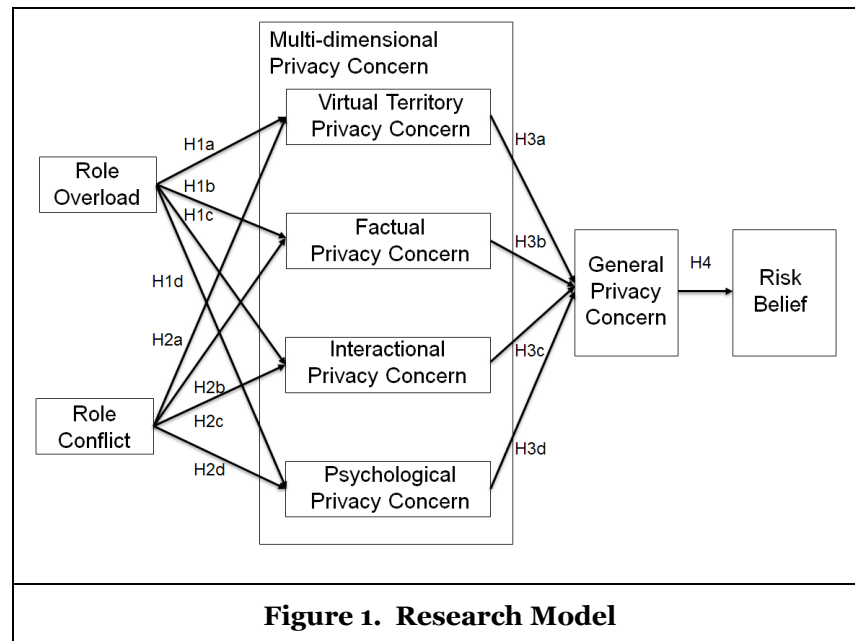 Multi-dimensional
Privacy Concern
Virtual Territory
Privacy Concern
H1a
H3a
Role
Overload
H1b
H1c
Factual
Privacy Concern
H3b
General
Privacy
Concern
H4
Risk
Belief
H1d
H2a
Interactional
Privacy Concern
H3c
H2b
Role
Conflict
H2c
H2d
Psychological
Privacy Concern
H3d
Figure 1. Research Model